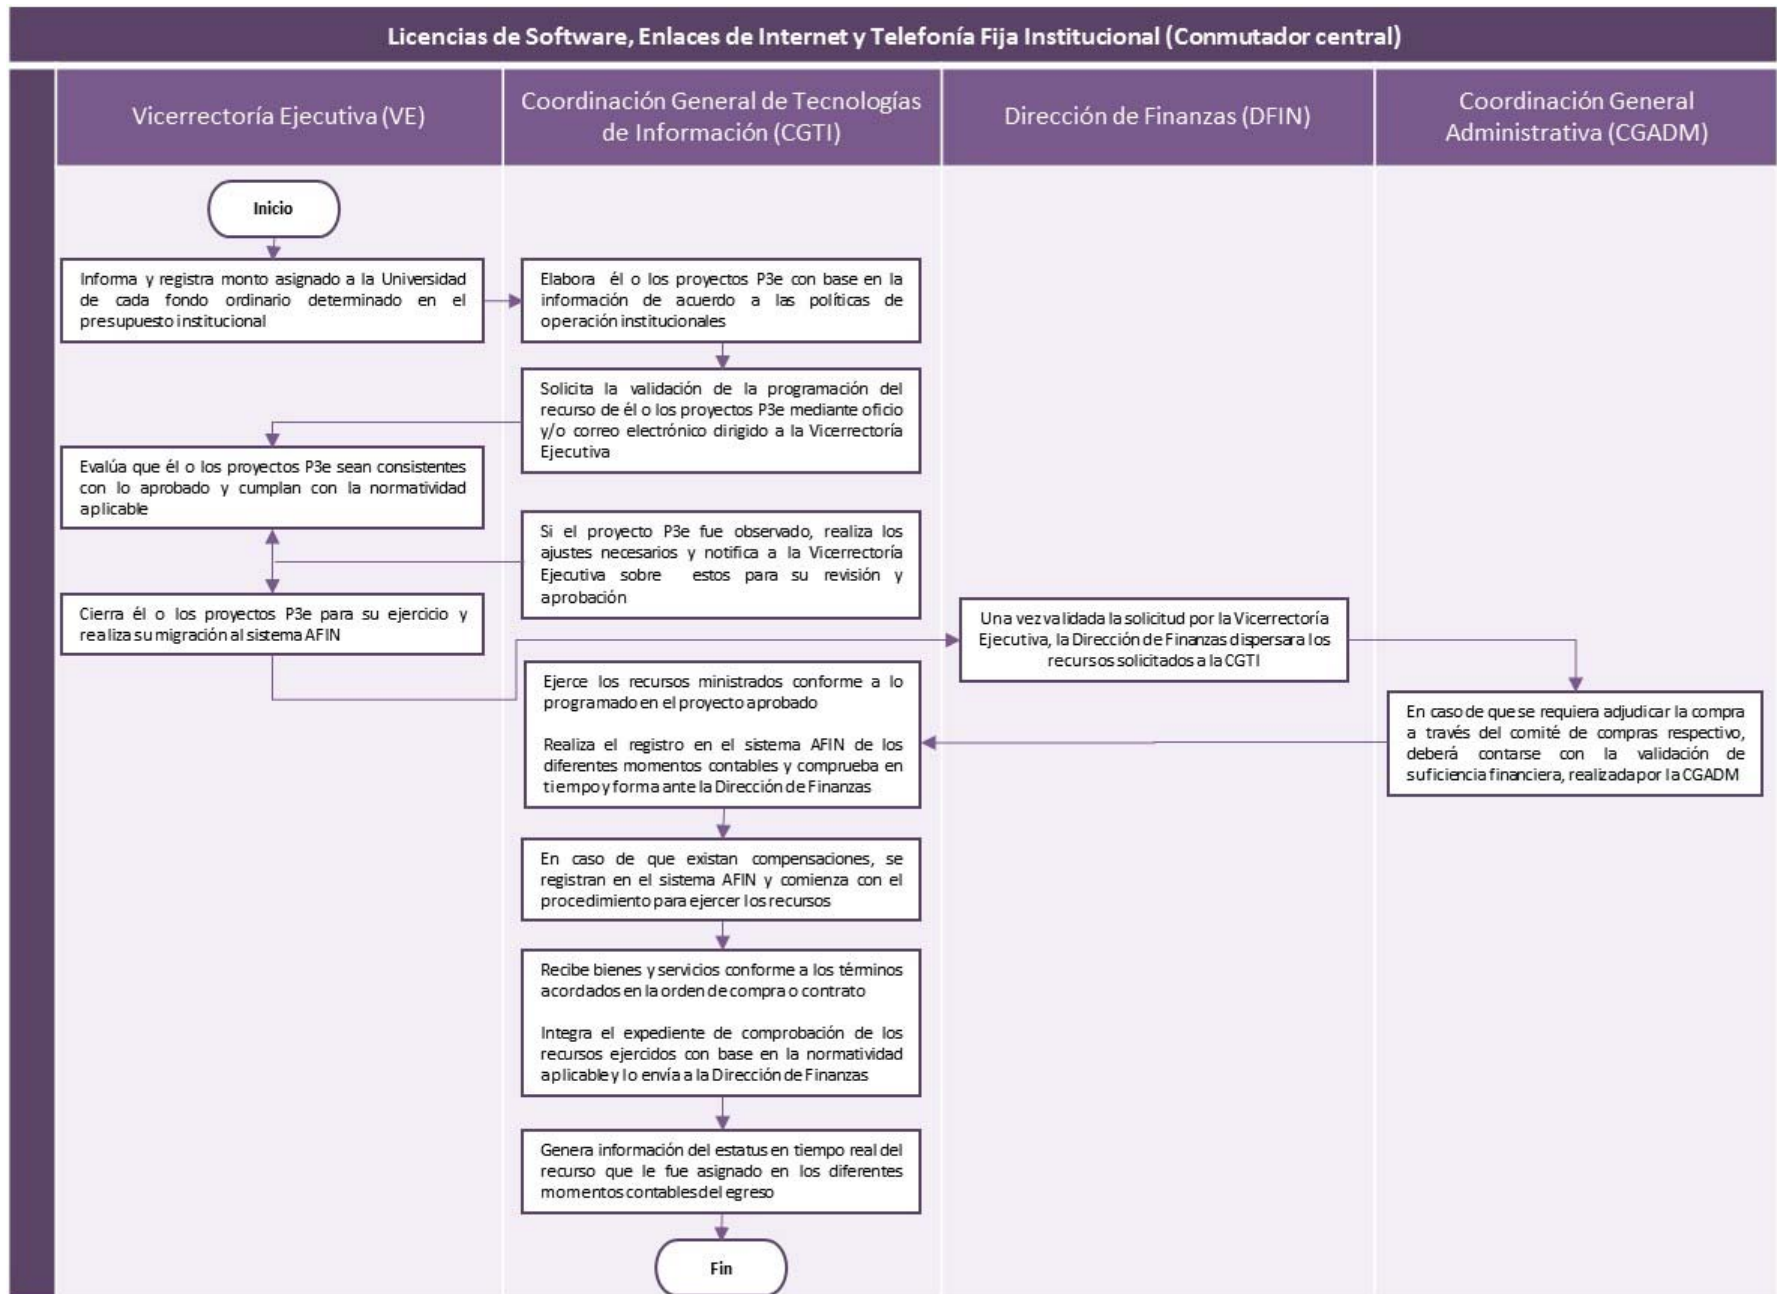 Licencias de Software, Enlaces de Internet y Telefonía Fija Institucional (Conmutador central)
Vicerrectoría Ejecutiva (VE)
Coordinación General de Tecnologías
de Información (CGTI)
Dirección de Finanzas (DFIN)
Coordinación General
Administrativa (CGADM)
Inicio
Informa y registra monto asignado a la Universidad
de cada fondo ordinario determinado en el
presupuesto institucional
Elabora él o los proyectos P3e con base en la
información de acuerdo a las políticas de
operación institucionales
Solicita la validación de la programación del
recurso de él o los proyectos P3e mediante oficio
y/o correo electrónico dirigido a la Vicerrectoría
Ejecutiva
Evalúa que él o los proyectos P3e sean consistentes
con lo aprobado y cumplan con la normatividad
aplicable
Si el proyecto P3e fue observado, realiza los
ajustes necesarios y notifica a la Vicerrectoría
Ejecutiva sobre estos para su revisión y
aprobación
Cierra él o los proyectos P3e para su ejercicio y
realiza su migración al sistema AFIN
Una vez validada la solicitud por la Vicerrectoría
Ejecutiva, la Dirección de Finanzas dispersara los
recursos solicitados a la CGTI
En caso de que se requiera adjudicar la compra
a través del comité de compras respectivo,
deberá contarse con la validación de
suficiencia financiera, realizada por la CGADM
Ejerce los recursos ministrados conforme a lo
programado en el proyecto aprobado
Realiza el registro en el sistema AFIN de los
diferentes momentos contables y comprueba en
tiempo y forma ante la Dirección de Finanzas
En caso de que existan compensaciones, se
registran en el sistema AFIN y comienza con el
procedimiento para ejercer los recursos
Recibe bienes y servicios conforme a los términos
acordados en la orden de compra o contrato
Integra el expediente de comprobación de los
recursos ejercidos con base en la normatividad
aplicable y lo envía a la Dirección de Finanzas
Genera información del estatus en tiempo real del
recurso que le fue asignado en los diferentes
momentos contables del egreso
Fin